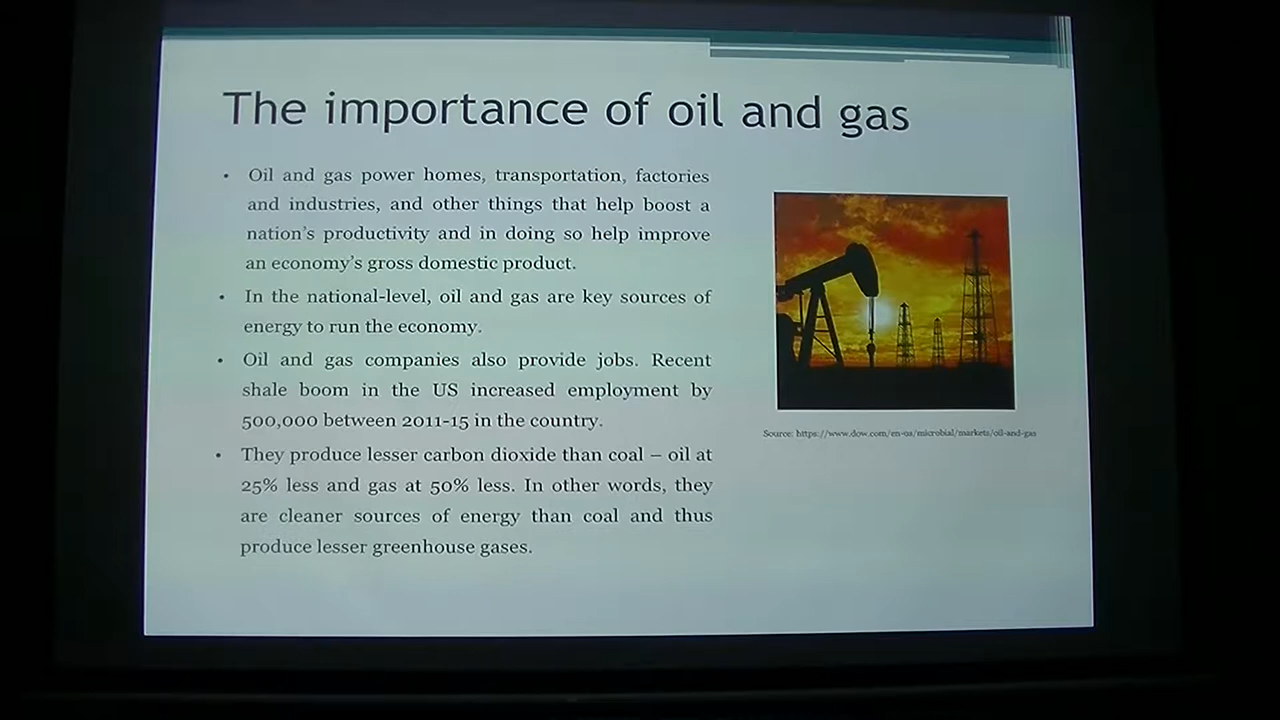 The importance of oil and gas
• Oil and gas power homes, transportation, factories
and industries, and other things that help boost a
nation's productivity and in doing so help improve
an economy's gross domestic product.
• In the national-level, oil and gas are key sources of
energy to run the economy.
• Oil and gas companies also provide jobs. Recent
shale boom in the US increased employment by
500,000 between 2011-15 in the country.
• They produce lesser carbon dioxide than coal – oil at
25% less and gas at 50% less. In other words, they
are cleaner sources of energy than coal and thus
produce lesser greenhouse gases.
Source: https://www.dow.com/en-us/microbial/markets/oil-and-gas